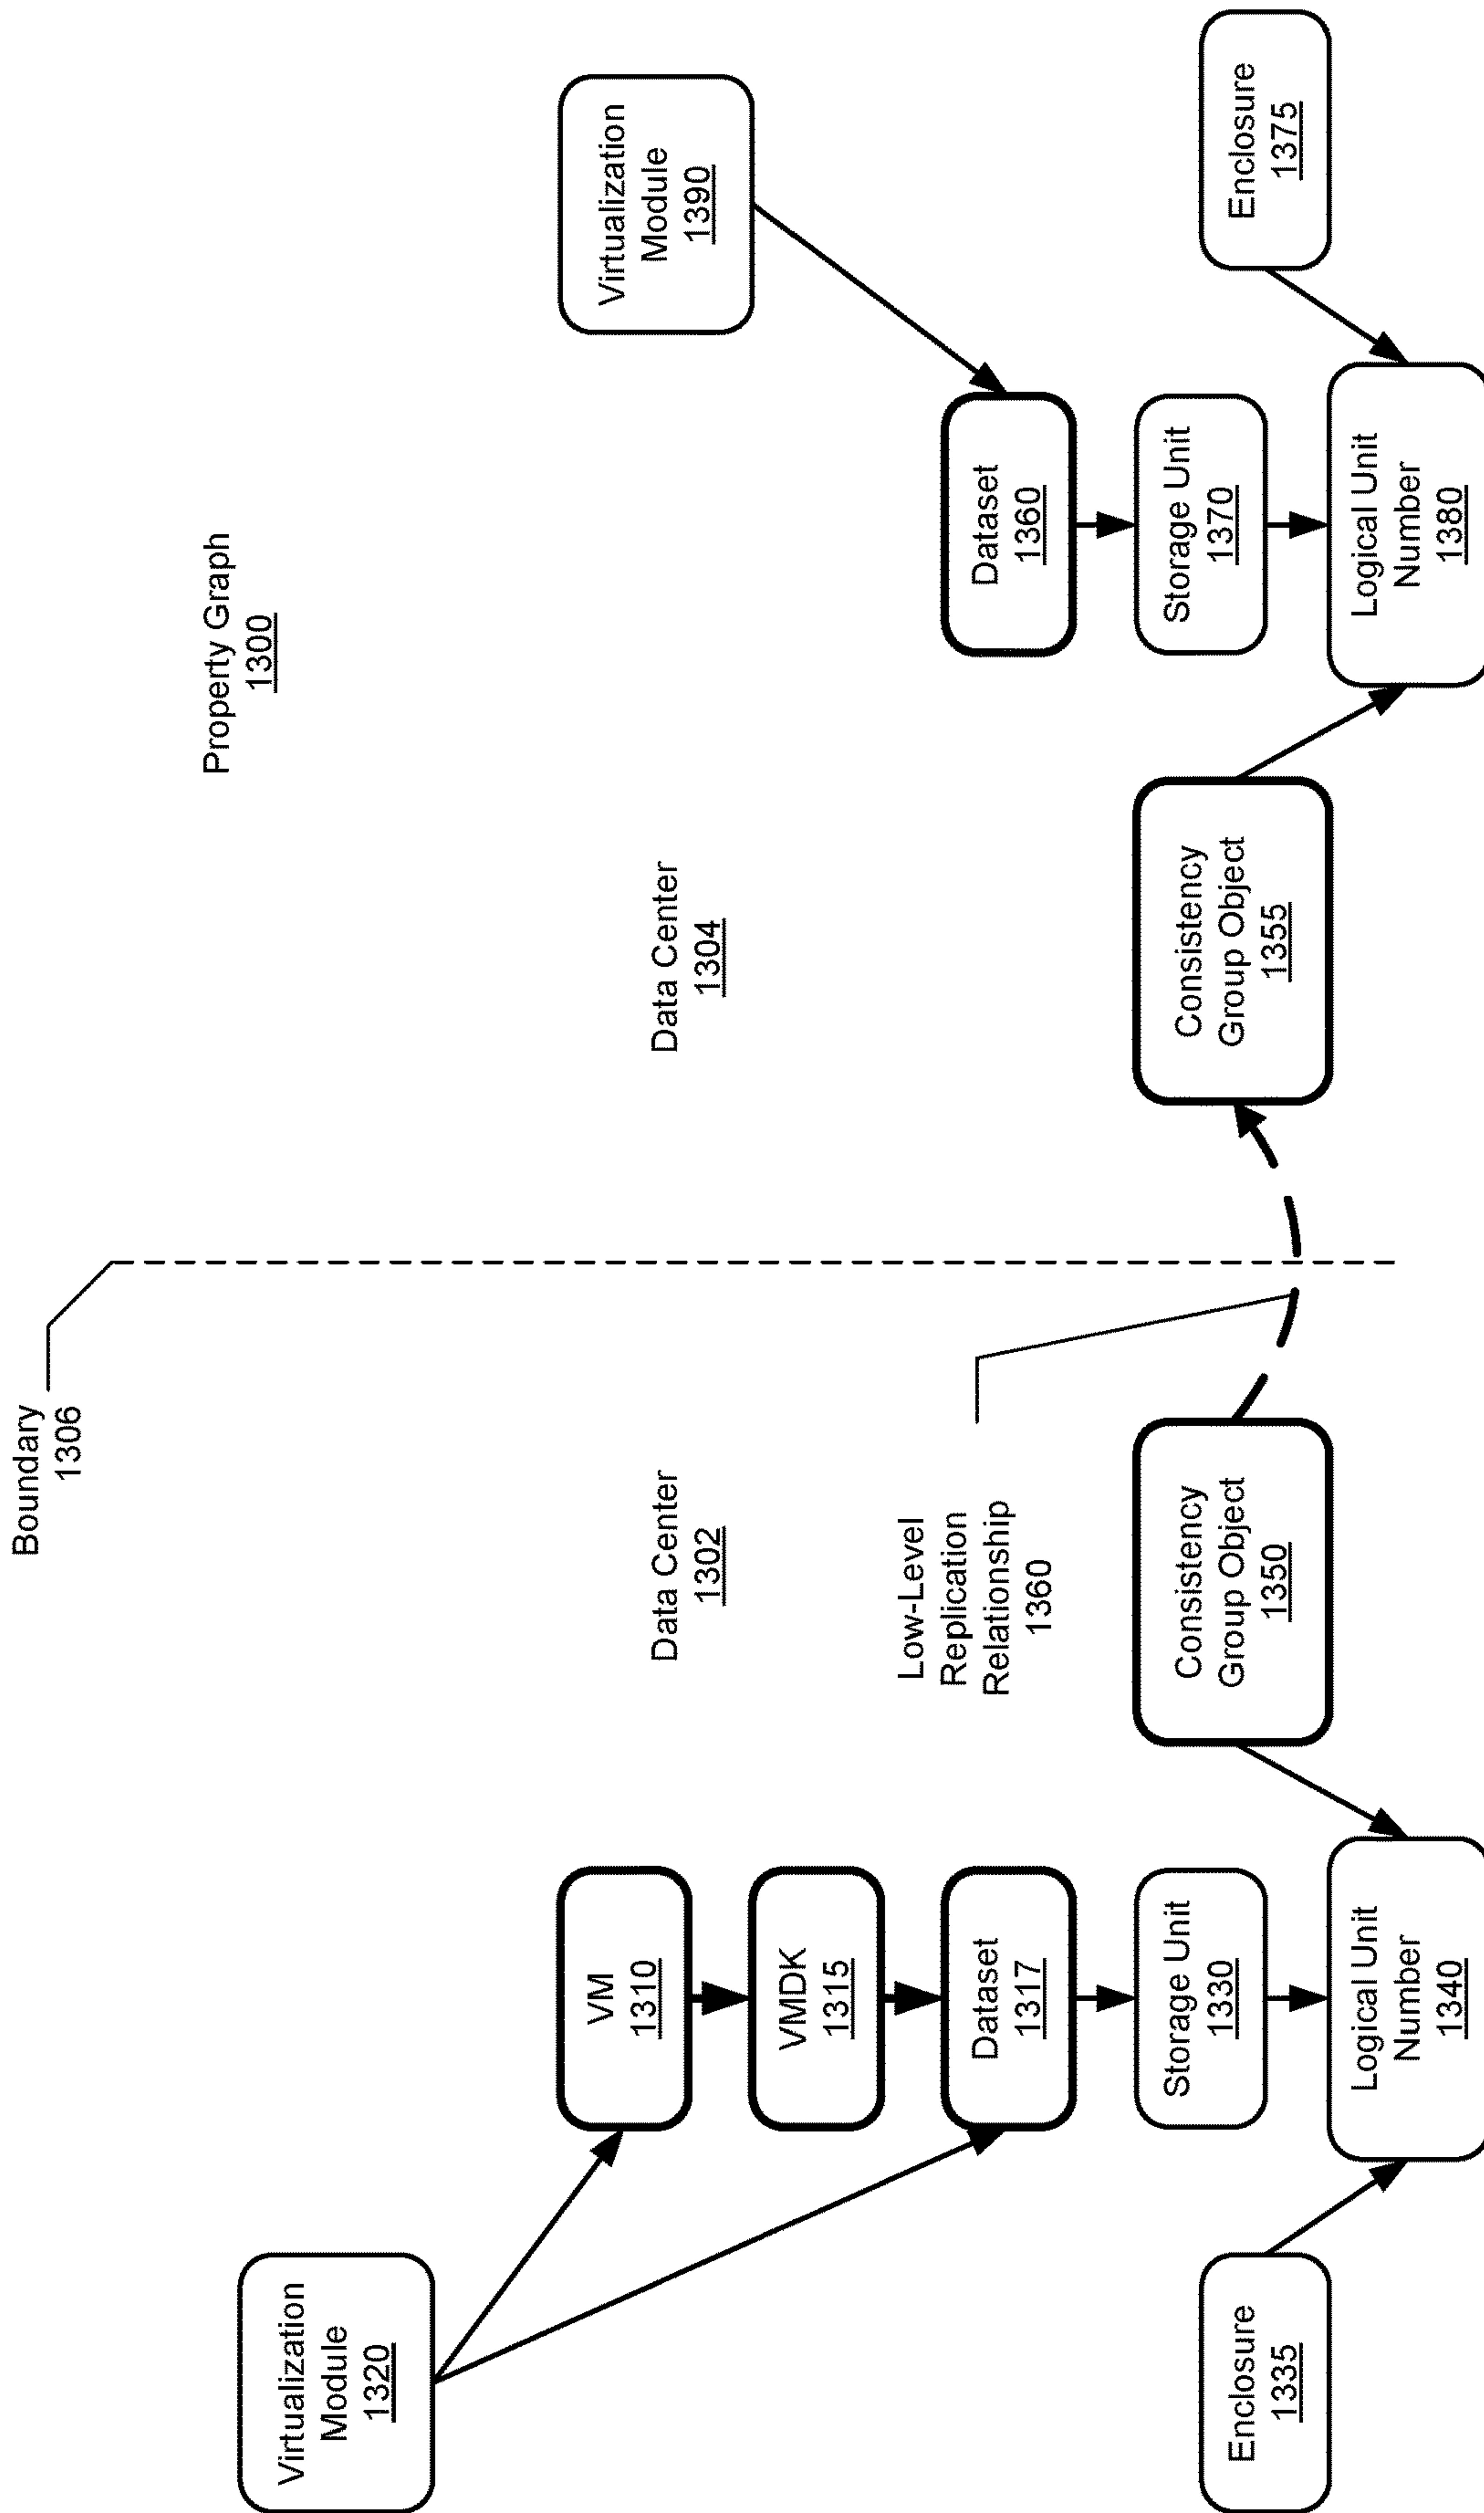 Property Graph
1300
Boundary
1306
Data Center
1302
Data Center
1304
Virtualization
Module
1320
VM
1310
VMDK
1315
Dataset
1317
Storage Unit
1330
Logical Unit
Number
1340
Enclosure
1335
Low-Level
Replication
Relationship
1360
Consistency
Group Object
1350
Consistency
Group Object
1355
Virtualization
Module
1390
Dataset
1360
Storage Unit
1370
Logical Unit
Number
1380
Enclosure
1375